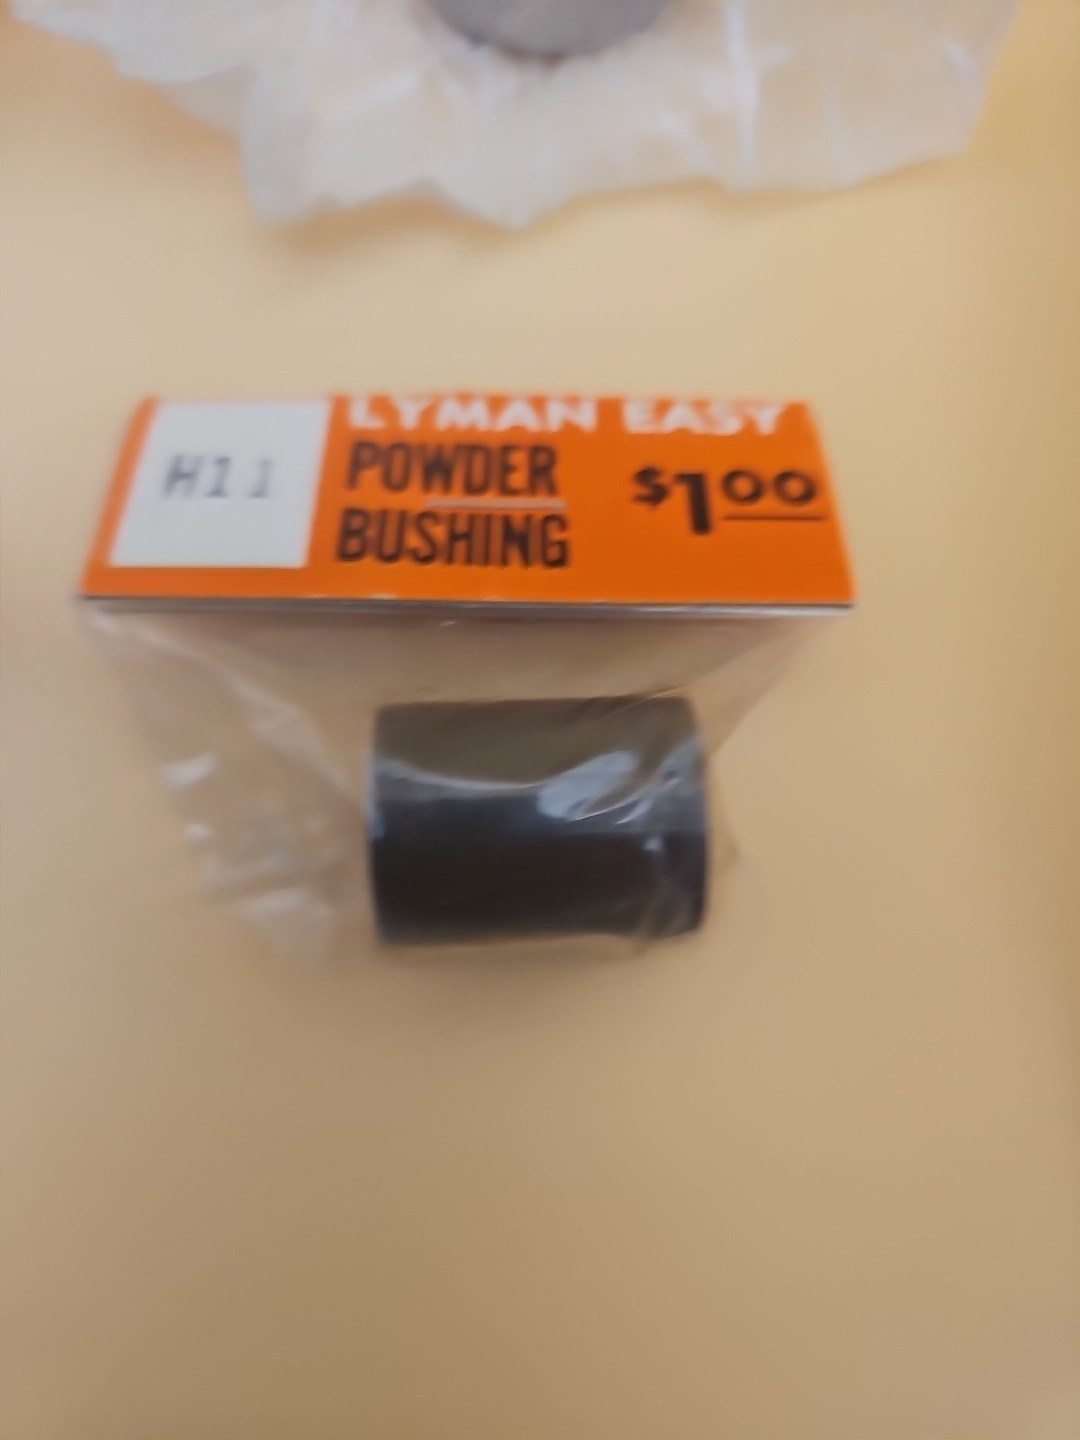 LYMAN EASY
H11
POWDER
BUSHING
$1.00